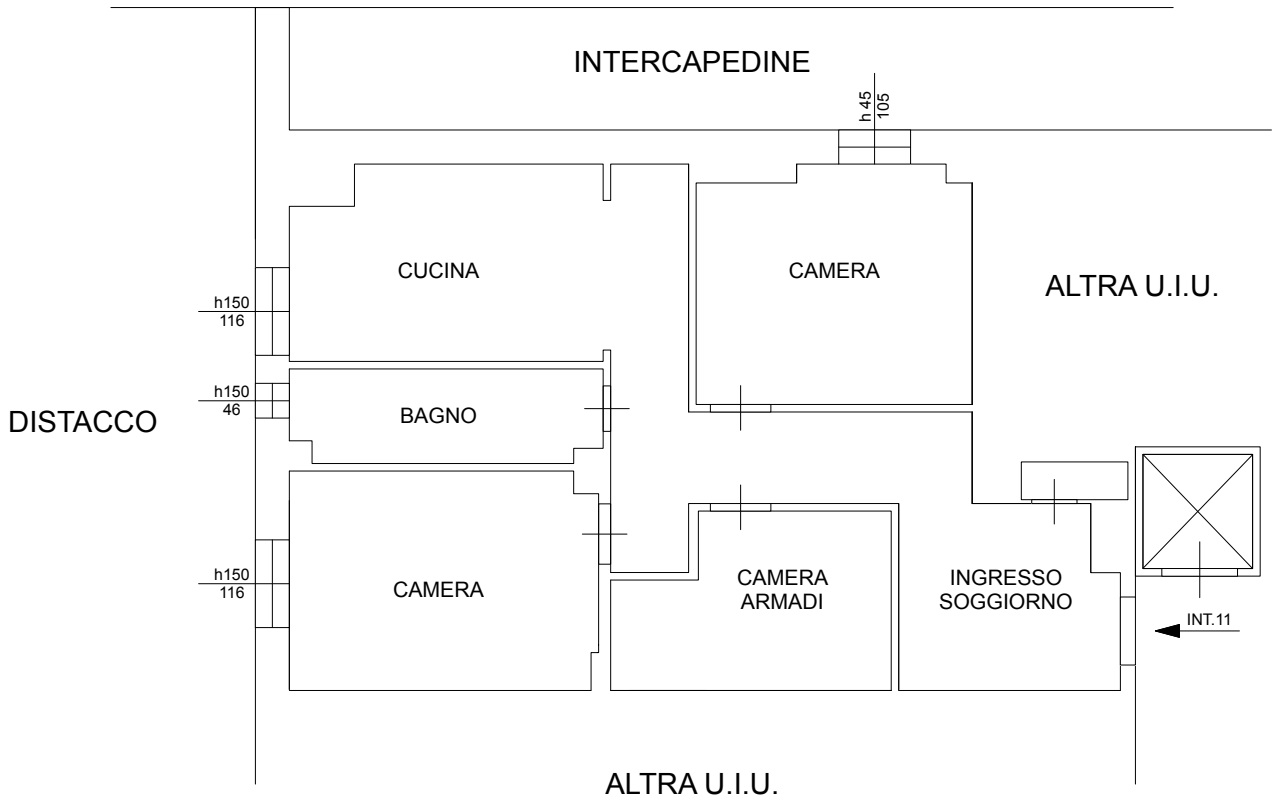 INTERCAPEDINE
h 45
105
CUCINA
CAMERA
ALTRA U.I.U.
h150
116
h150
46
DISTACCO
BAGNO
h150
116
CAMERA
CAMERA
ARMADI
INGRESSO
SOGGIORNO
INT.11
ALTRA U.I.U.